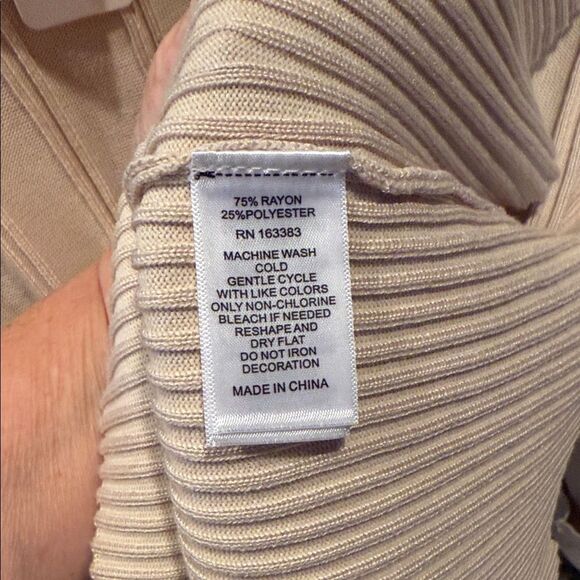 75% RAYON
25%POLYESTER
RN 163383
MACHINE WASH
COLD
GENTLE CYCLE
WITH LIKE COLORS
ONLY NON-CHLORINE
BLEACH IF NEEDED
RESHAPE AND
DRY FLAT
DO NOT IRON
DECORATION
MADE IN CHINA